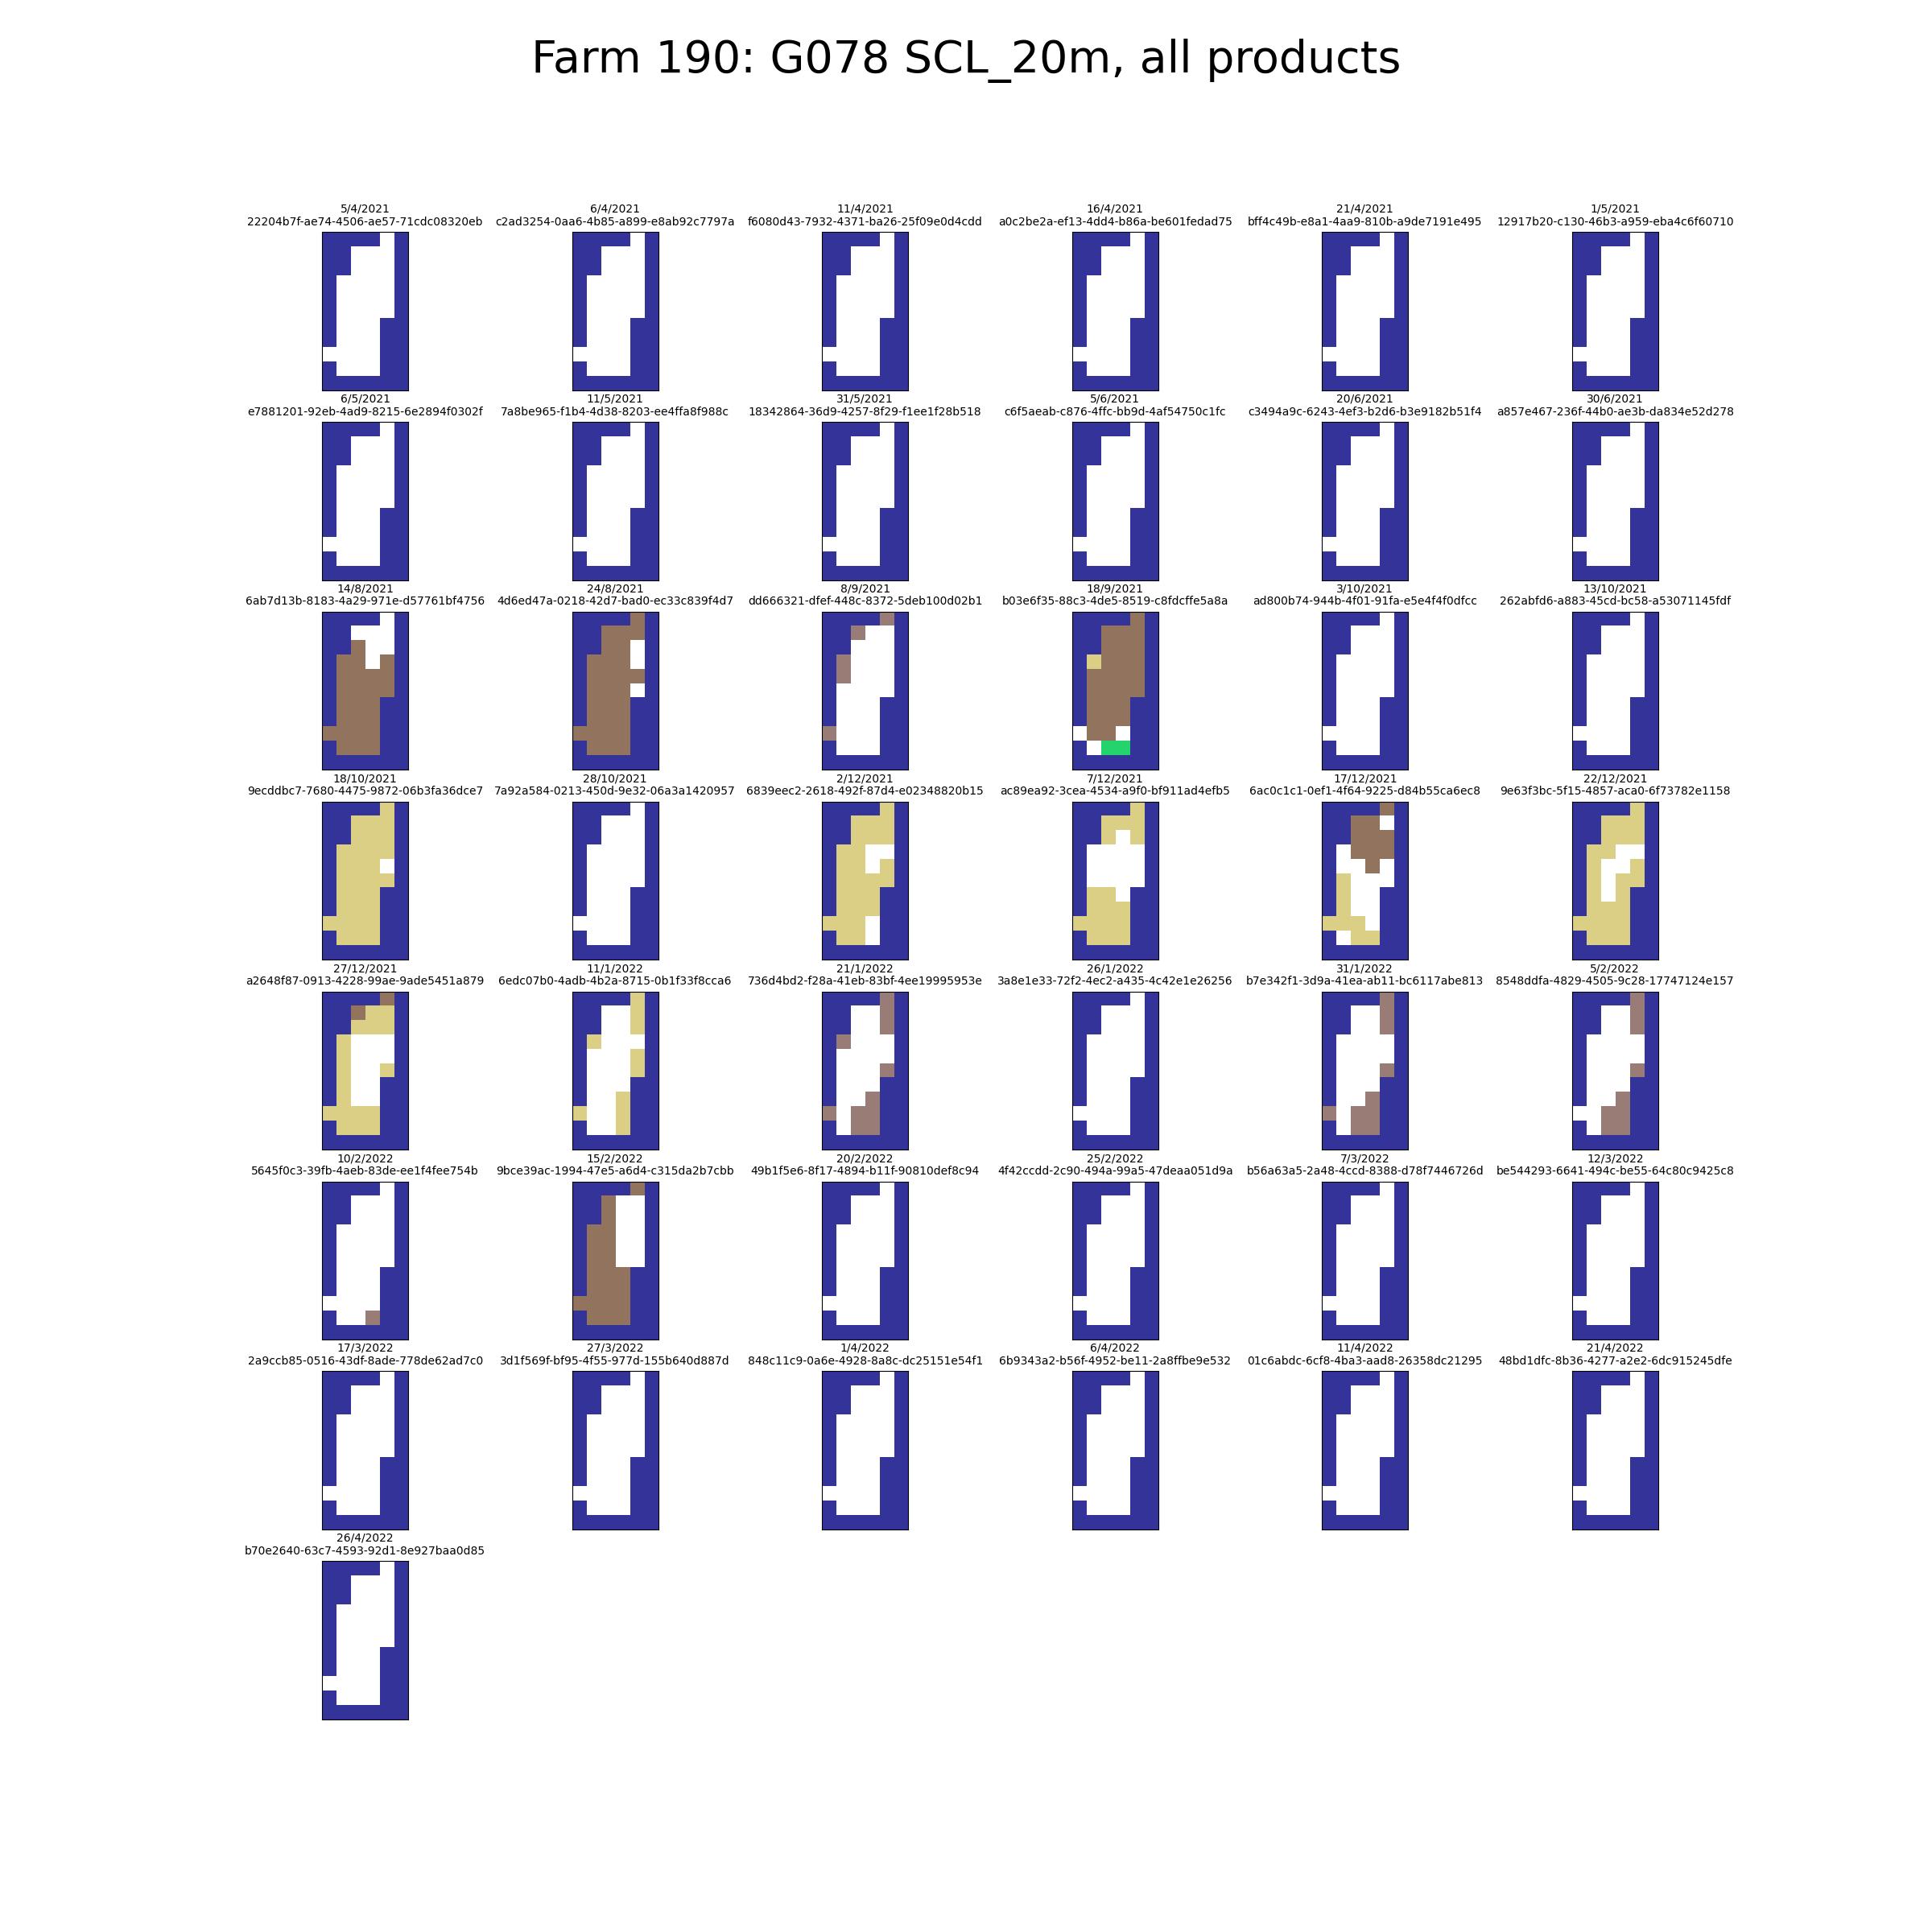 Farm 190: G078 SCL_20m, all products
5/4/2021 6/4/2021 11/4/2021 16/4/2021 21/4/2021 1/5/2021
22204b7f-ae74-4506-ae57-71cdc08320eb c2ad3254-0aa6-4b85-a899-e8ab92c7797a f6080d43-7932-4371-ba26-25f09e0d4cdd a0c2be2a-ef13-4dd4-b86a-be601fedad75 bff4c49b-e8a1-4aa9-810b-a9de7191e495 12917b20-c130-46b3-a959-eba4c6f60710
6/5/2021 11/5/2021 31/5/2021 5/6/2021 20/6/2021 30/6/2021
e7881201-92eb-4ad9-8215-6e2894f0302f 7a8be965-f1b4-4d38-8203-ee4ffa8f988c 18342864-36d9-4257-8f29-f1ee1f28b518 c6f5aeab-c876-4ffc-bb9d-4af54750c1fc c3494a9c-6243-4ef3-b2d6-b3e9182b51f4 a857e467-236f-44b0-ae3b-da834e52d278
14/8/2021 24/8/2021 8/9/2021 18/9/2021 3/10/2021 13/10/2021
6ab7d13b-8183-4a29-971e-d57761bf4756 4d6ed47a-0218-42d7-bad0-ec33c839f4d7 dd666321-dfef-448c-8372-5deb100d02b1 b03e6f35-88c3-4de5-8519-c8fdcffe5a8a ad800b74-944b-4f01-91fa-e5e4f4f0dfcc 262abfd6-a883-45cd-bc58-a53071145fdf
18/10/2021 28/10/2021 2/12/2021 7/12/2021 17/12/2021 22/12/2021
9ecddbc7-7680-4475-9872-06b3fa36dce7 7a92a584-0213-450d-9e32-06a3a1420957 6839eec2-2618-492f-87d4-e02348820b15 ac89ea92-3cea-4534-a9f0-bf911ad4efb5 6ac0c1c1-0ef1-4f64-9225-d84b55ca6ec8 9e63f3bc-5f15-4857-aca0-6f73782e1158
27/12/2021 11/1/2022 21/1/2022 26/1/2022 31/1/2022 5/2/2022
a2648f87-0913-4228-99ae-9ade5451a879 6edc07b0-4adb-4b2a-8715-0b1f33f8cca6 736d4bd2-f28a-41eb-83bf-4ee19995953e 3a8e1e33-72f2-4ec2-a435-4c42e1e26256 b7e342f1-3d9a-41ea-ab11-bc6117abe813 8548ddfa-4829-4505-9c28-17747124e157
10/2/2022 15/2/2022 20/2/2022 25/2/2022 7/3/2022 12/3/2022
5645f0c3-39fb-4aeb-83de-ee1f4fee754b 9bce39ac-1994-47e5-a6d4-c315da2b7cbb 49b1f5e6-8f17-4894-b11f-90810def8c94 4f42ccdd-2c90-494a-99a5-47deaa051d9a b56a63a5-2a48-4ccd-8388-d78f7446726d be544293-6641-494c-be55-64c80c9425c8
17/3/2022 27/3/2022 1/4/2022 6/4/2022 11/4/2022 21/4/2022
2a9ccb85-0516-43df-8ade-778de62ad7c0 3d1f569f-bf95-4f55-977d-155b640d887d 848c11c9-0a6e-4928-8a8c-dc25151e54f1 6b9343a2-b56f-4952-be11-2a8ffbe9e532 01c6abdc-6cf8-4ba3-aad8-26358dc21295 48bd1dfc-8b36-4277-a2e2-6dc915245dfe
26/4/2022
b70e2640-63c7-4593-92d1-8e927baa0d85